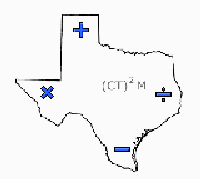 +
×
(CT)² M
÷
−